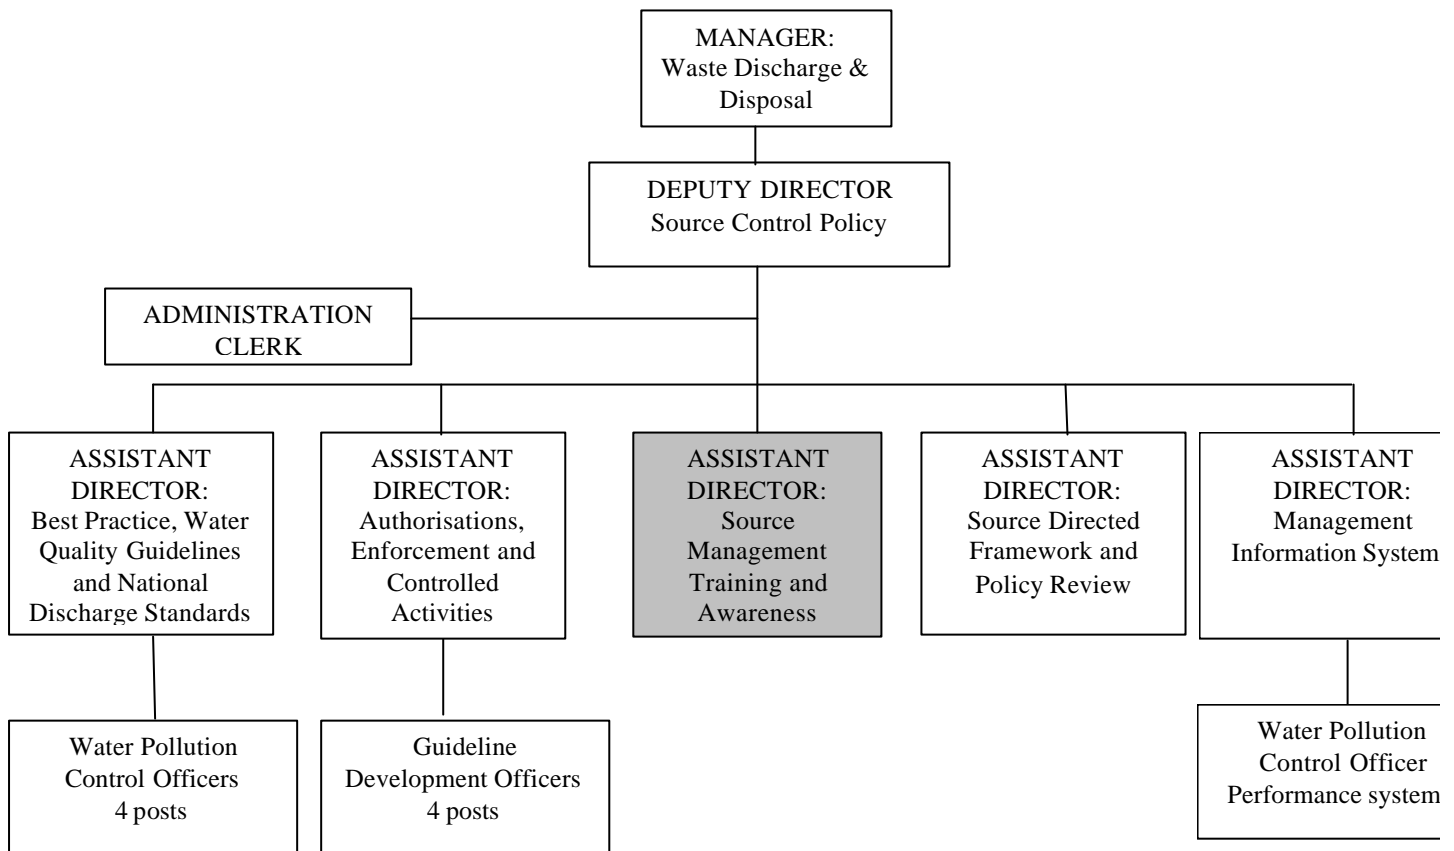 MANAGER:
Waste Discharge &
Disposal
DEPUTY DIRECTOR
Source Control Policy
ADMINISTRATION
CLERK
ASSISTANT
DIRECTOR:
Best Practice, Water
Quality Guidelines
and National
Discharge Standards
ASSISTANT
DIRECTOR:
Authorisations,
Enforcement and
Controlled
Activities
ASSISTANT
DIRECTOR:
Source
Management
Training and
Awareness
ASSISTANT
DIRECTOR:
Source Directed
Framework and
Policy Review
ASSISTANT
DIRECTOR:
Management
Information System
Water Pollution
Control Officers
4 posts
Guideline
Development Officers
4 posts
Water Pollution
Control Officer
Performance system